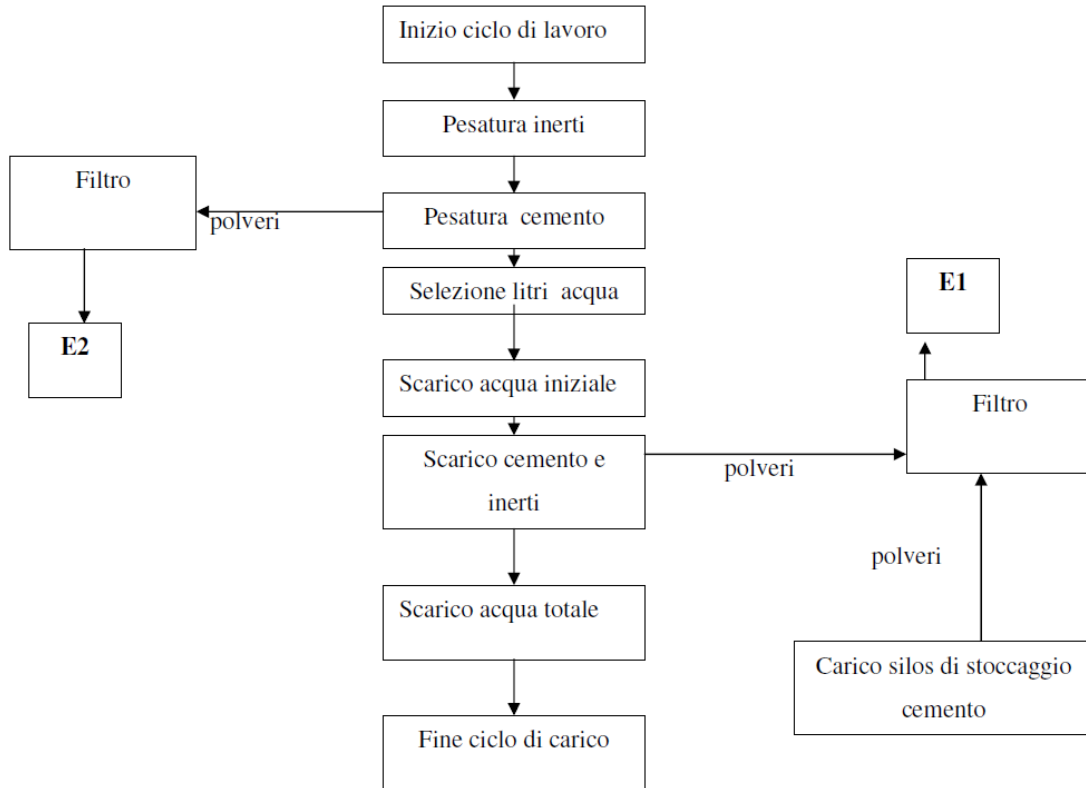 Inizio ciclo di lavoro
Pesatura inerti
Filtro
polveri
Pesatura cemento
E2
Selezione litri acqua
E1
Scarico acqua iniziale
Filtro
Scarico cemento e
inerti
polveri
polveri
Scarico acqua totale
Carico silos di stoccaggio
cemento
Fine ciclo di carico